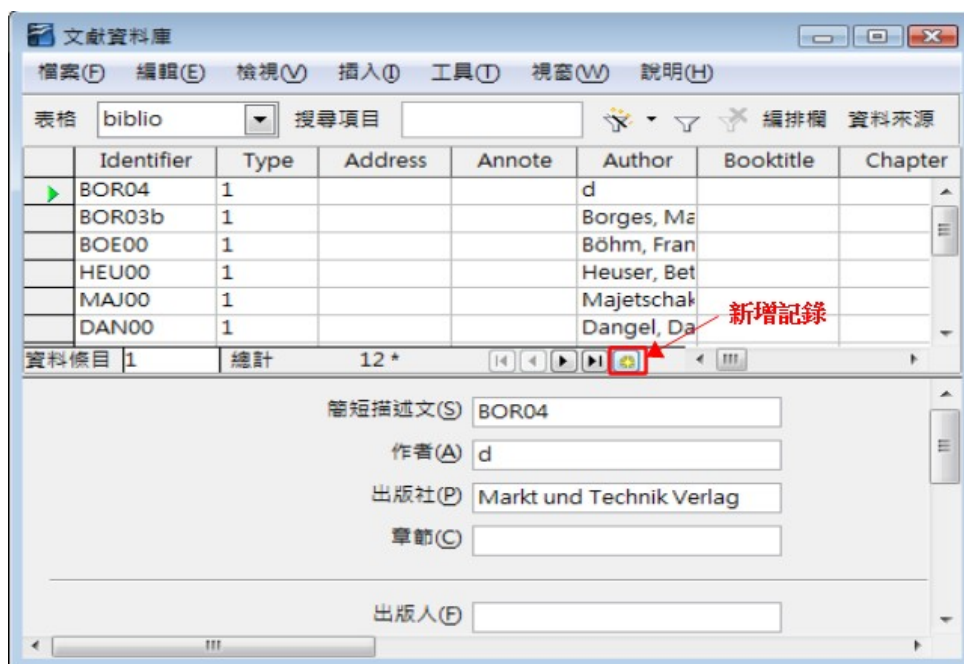 文獻資料庫
檔案(F) 編輯(E) 檢視(V) 插入(I) 工具(T) 視窗(W) 說明(H)
表格 biblio 搜尋項目 編排欄 資料來源
Identifier Type Address Annote Author Booktitle Chapter
BOR04 1 d
BOR03b 1 Borges, Ma
BOE00 1 Böhm, Fran
HEU00 1 Heuser, Bet
MAJ00 1 Majetschak
DAN00 1 Dangel, Da
新增記錄
資料條目 1 總計 12 *
簡短描述文(S) BOR04
作者(A) d
出版社(P) Markt und Technik Verlag
章節(C)
出版人(F)